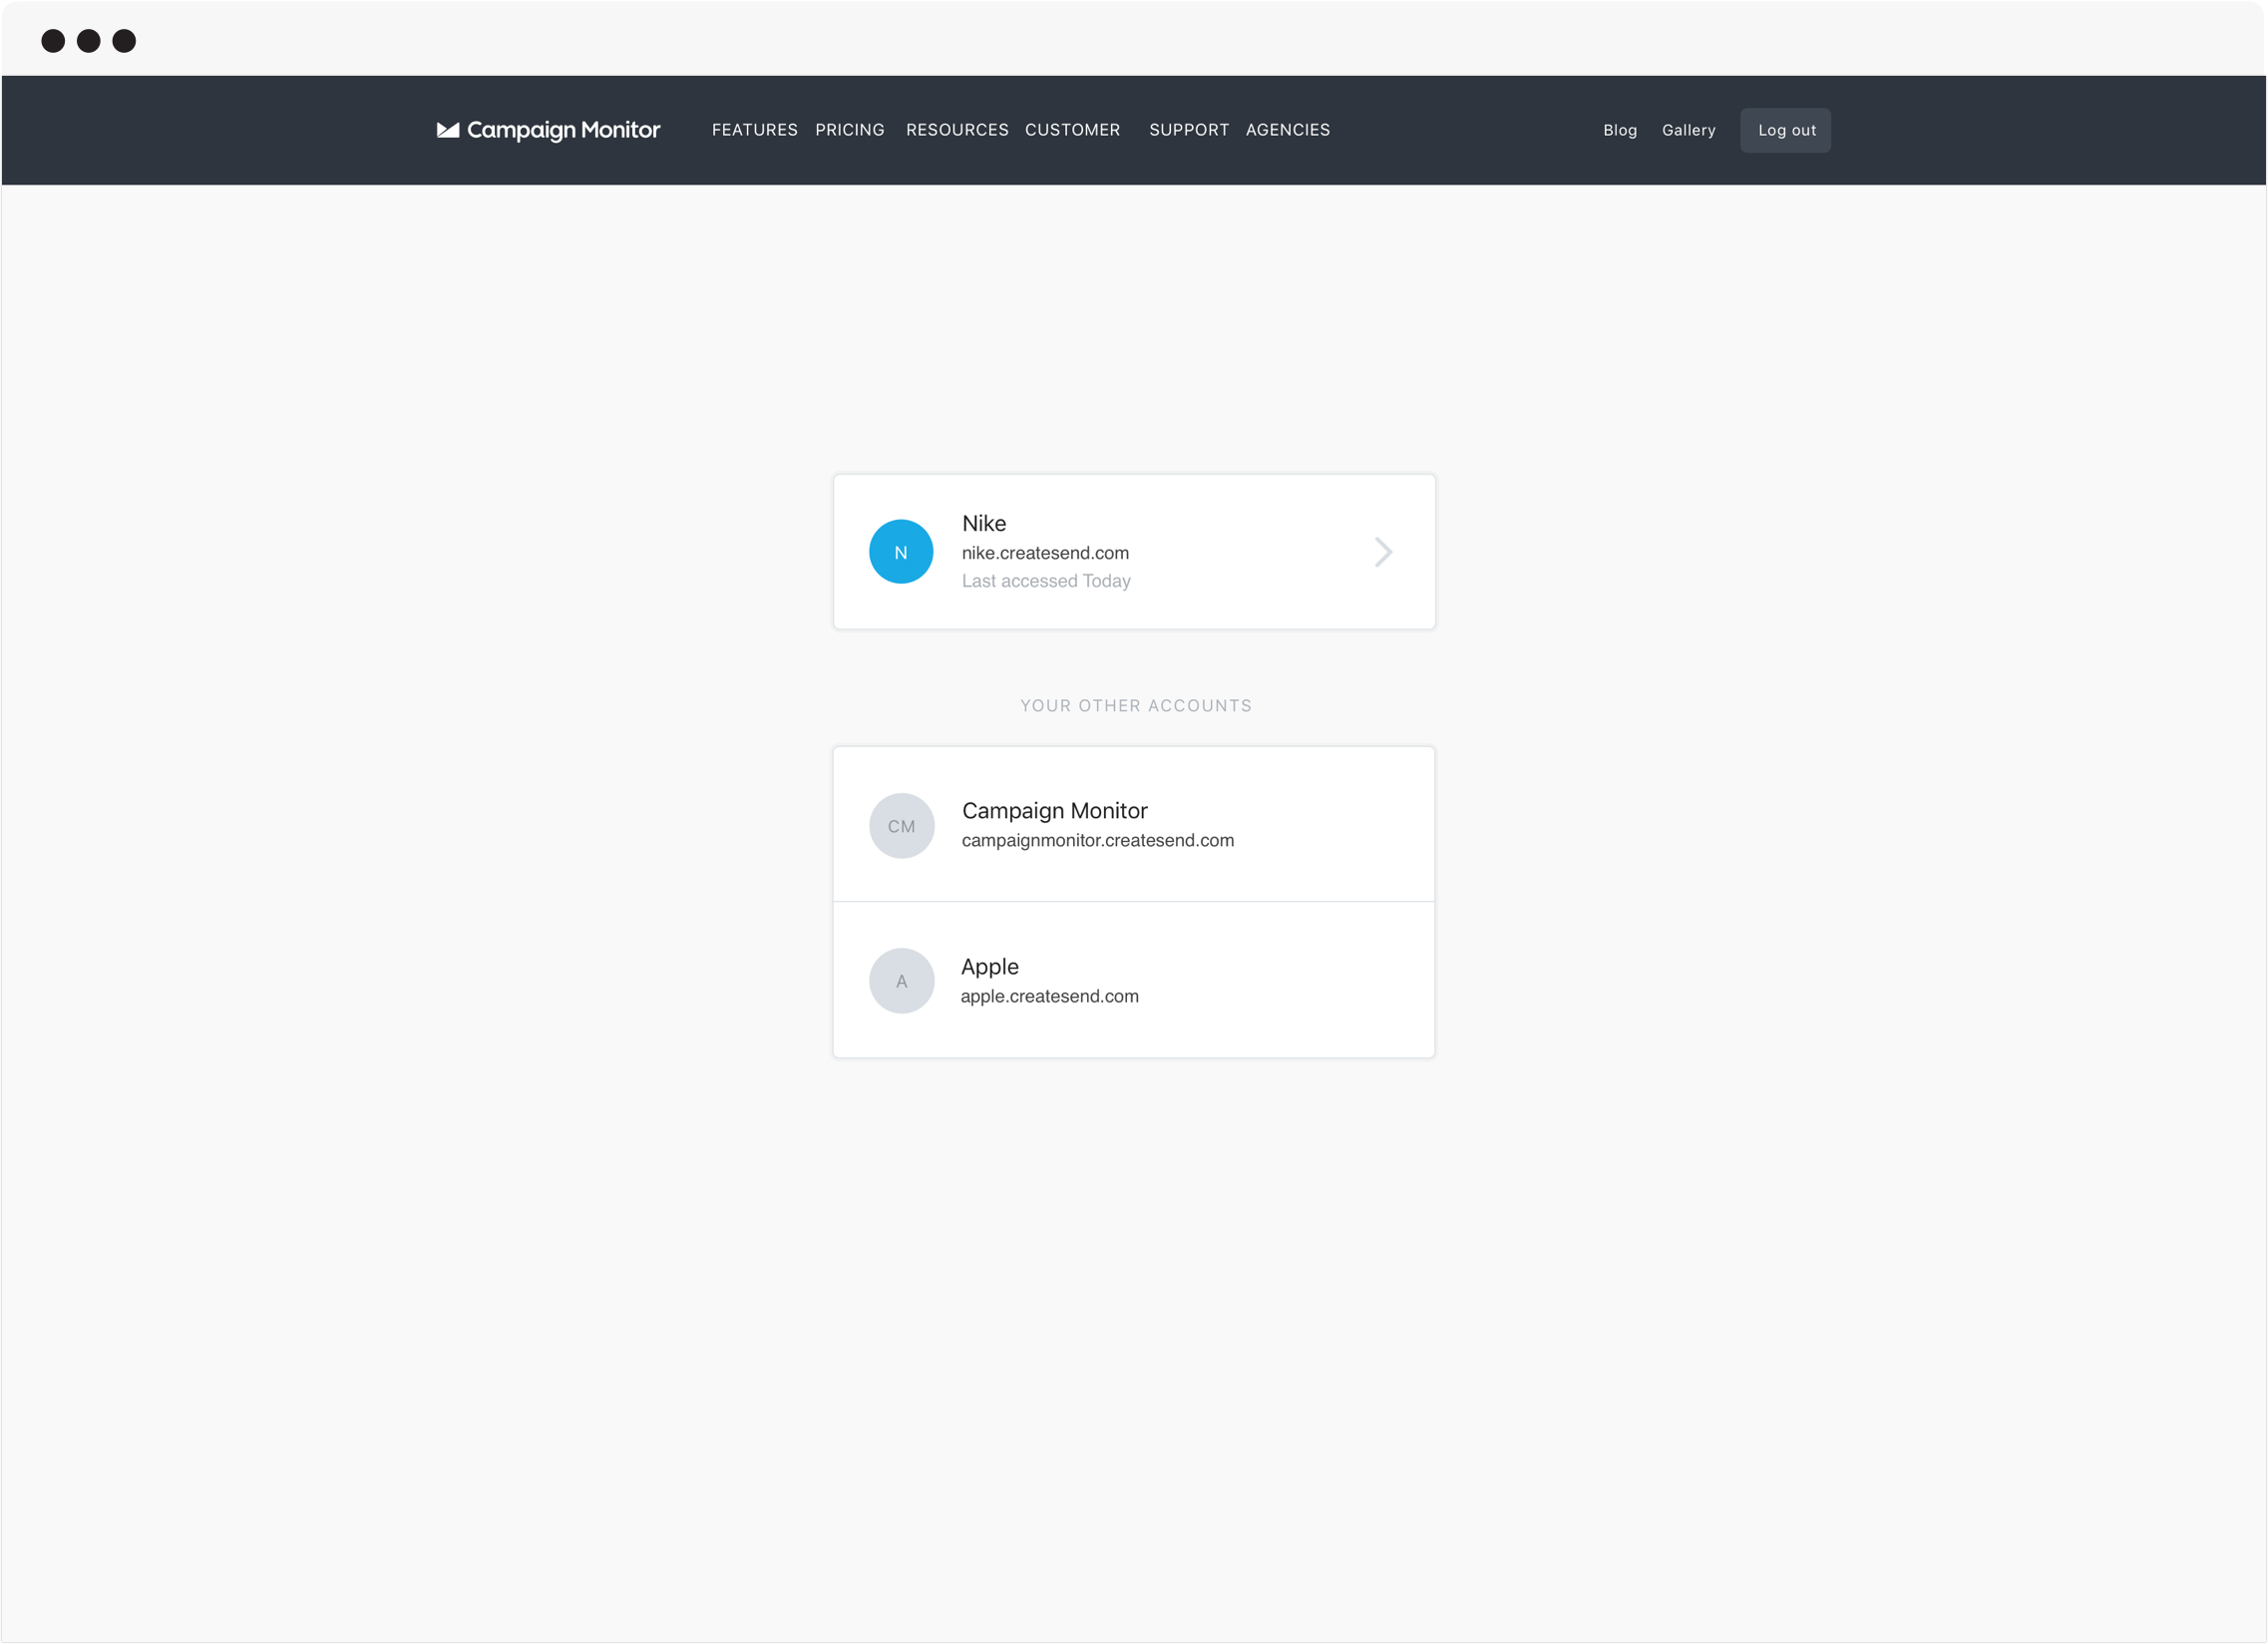 Campaign Monitor FEATURES PRICING RESOURCES CUSTOMER SUPPORT AGENCIES Blog Gallery Log out
N
Nike
nike.createsend.com
Last accessed Today
YOUR OTHER ACCOUNTS
CM
Campaign Monitor
campaignmonitor.createsend.com
A
Apple
apple.createsend.com